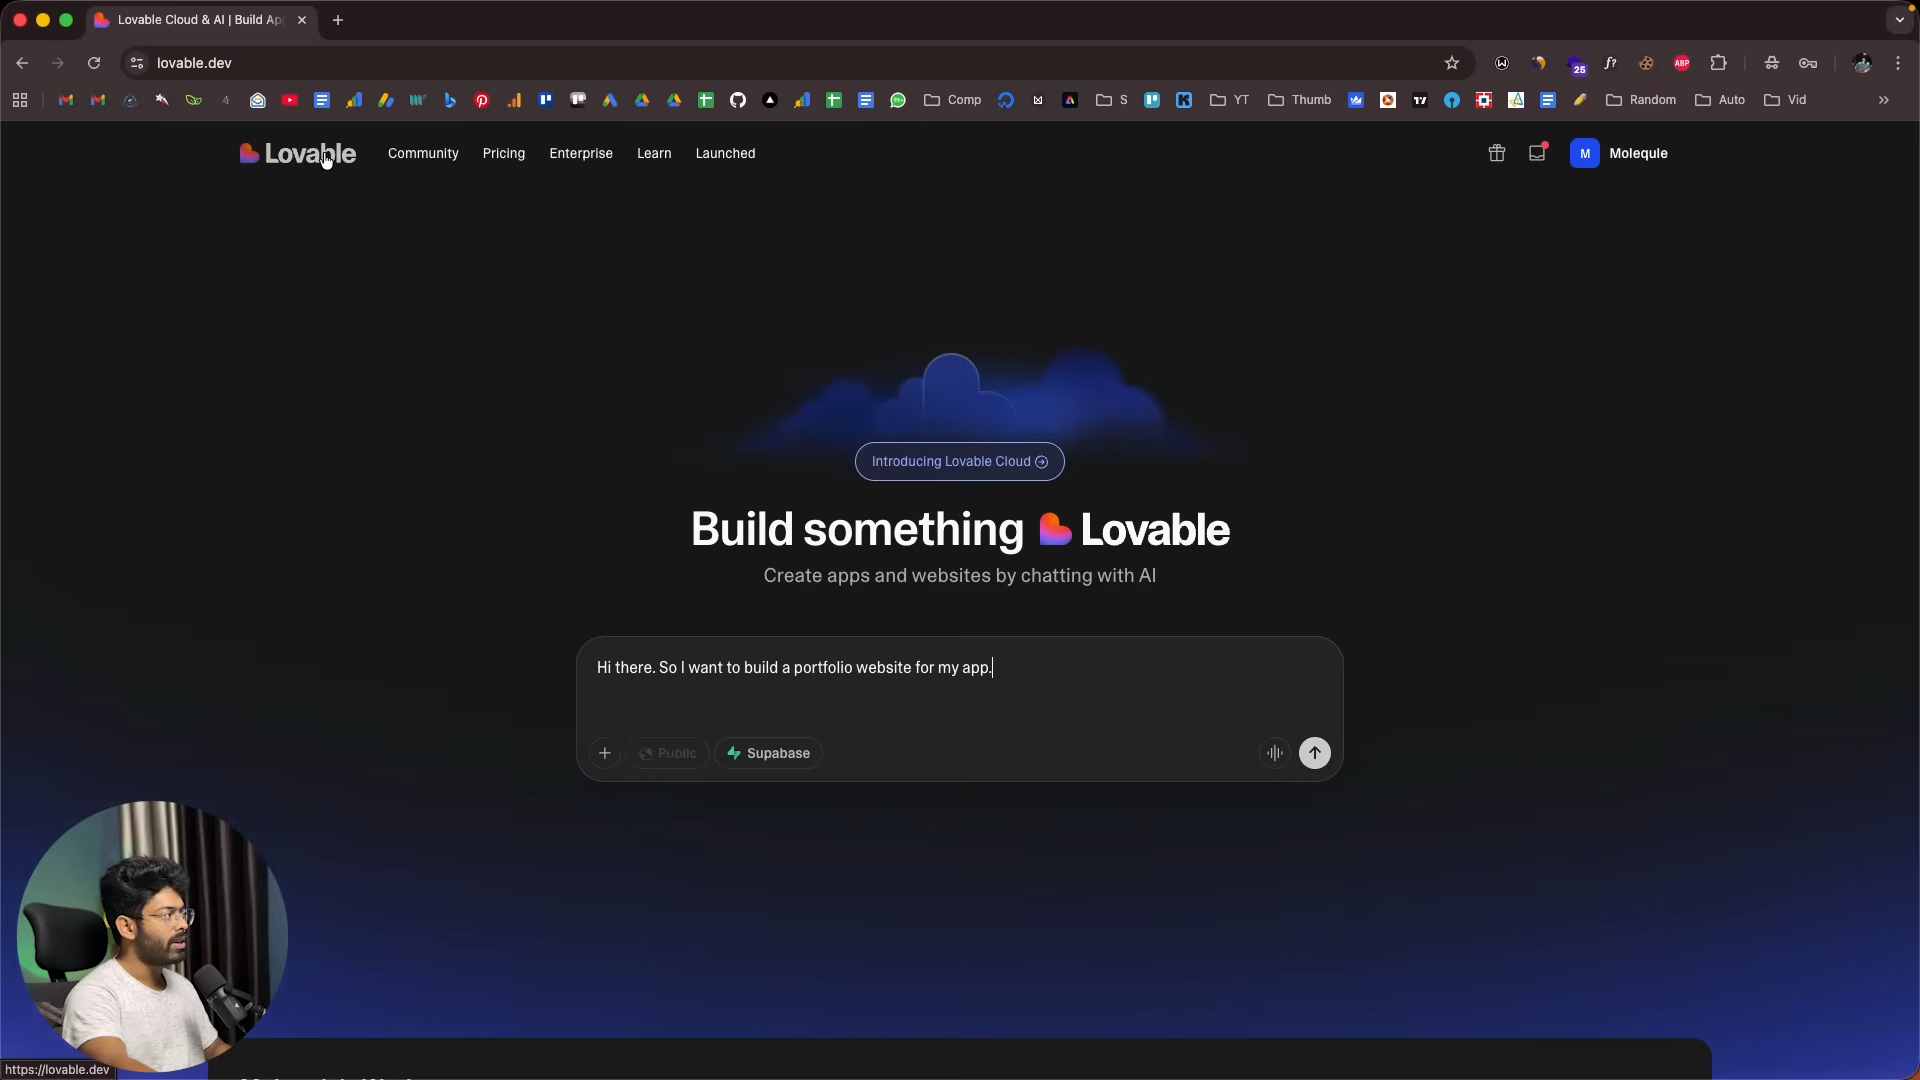 Lovable Cloud & AI | Build Ap
lovable.dev
25
f?
ABP
Comp
S
YT
Thumb
Random
Auto
Vid
Lovable
Community
Pricing
Enterprise
Learn
Launched
M
Molequle
Introducing Lovable Cloud
Build something Lovable
Create apps and websites by chatting with AI
Hi there. So I want to build a portfolio website for my app.
Public
Supabase
https://lovable.dev